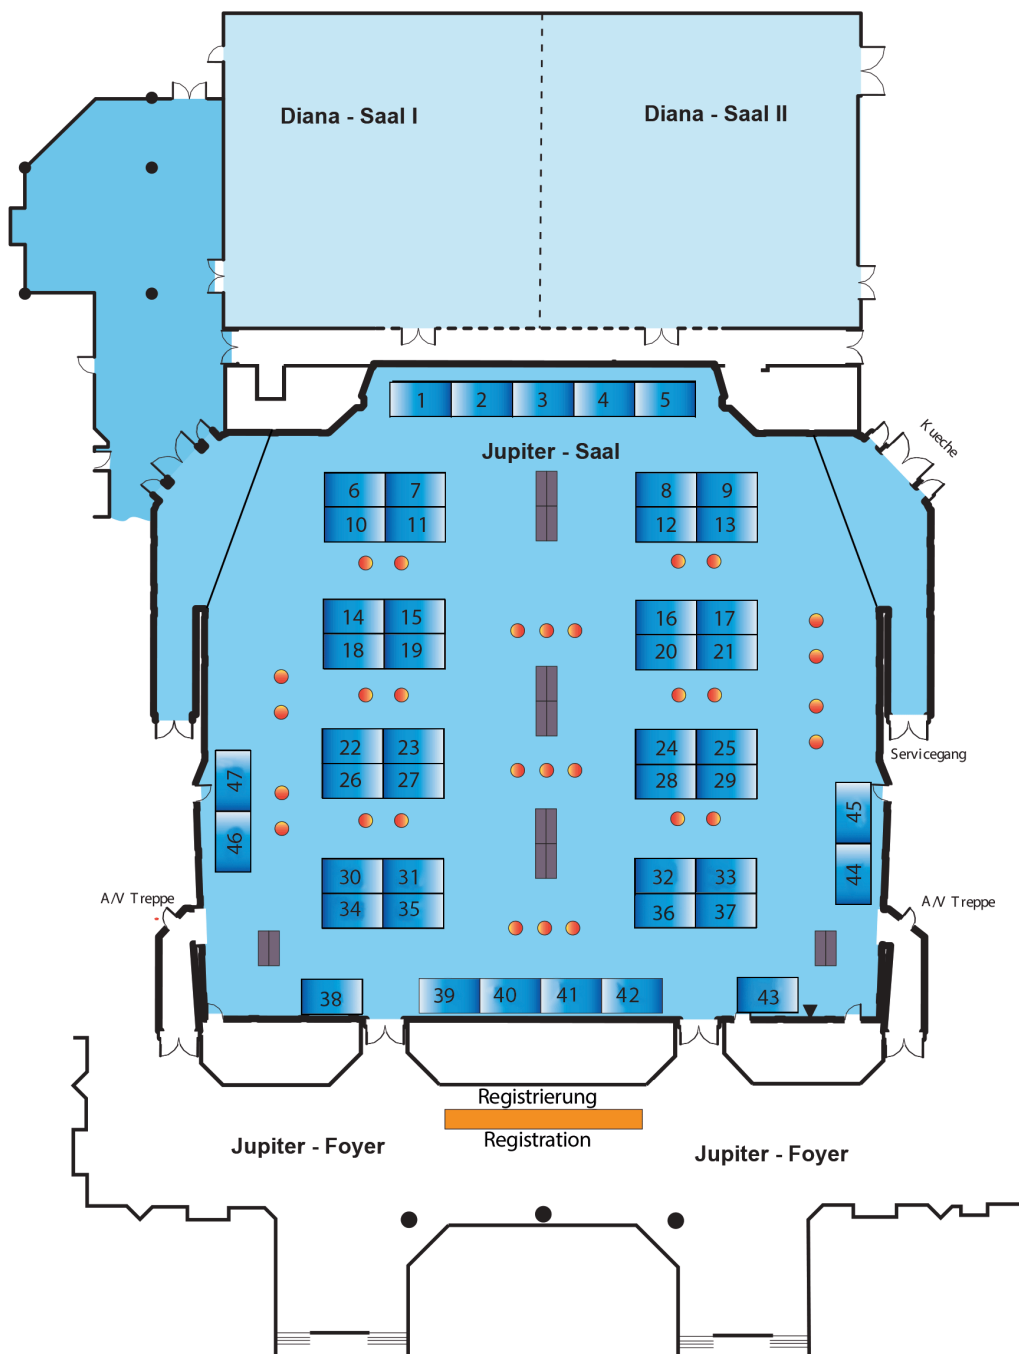 Diana - Saal I
Diana - Saal II
1 2 3 4 5
Kueche
Jupiter - Saal
6 7 8 9
10 11 12 13
14 15 16 17
18 19 20 21
22 23 24 25
26 27 28 29
Servicegang
47
46
45
44
30 31 32 33
34 35 36 37
A/V Treppe
A/V Treppe
38 39 40 41 42 43
Registrierung
Registration
Jupiter - Foyer
Jupiter - Foyer